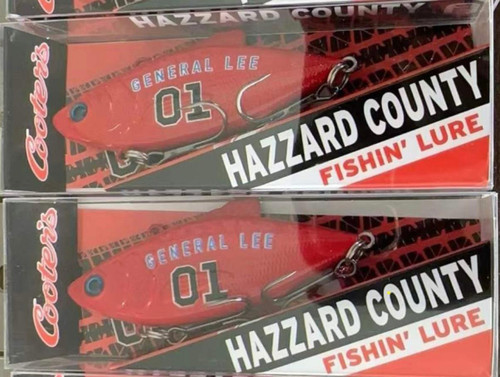 HAZZARD COUNTY
Cooter's
GENERAL LEE
01
HAZZARD COUNTY
FISHIN' LURE
Cooter's
GENERAL LEE
01
HAZZARD COUNTY
FISHIN' LURE